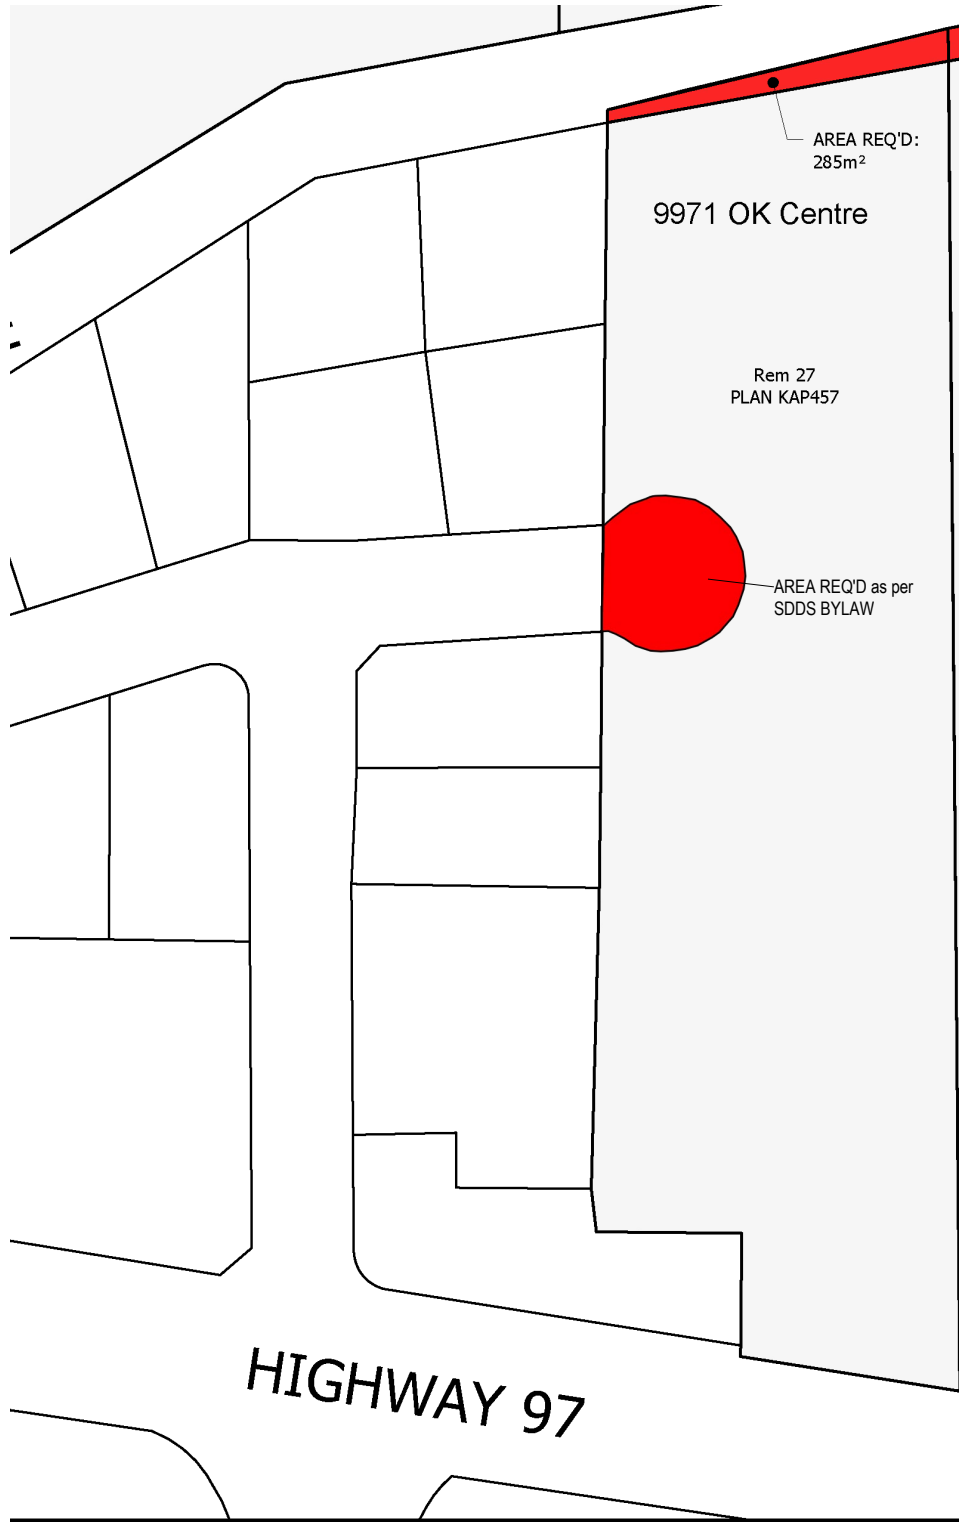 AREA REQ'D:
285m²
9971 OK Centre
Rem 27
PLAN KAP457
AREA REQ'D as per
SDDS BYLAW
HIGHWAY 97